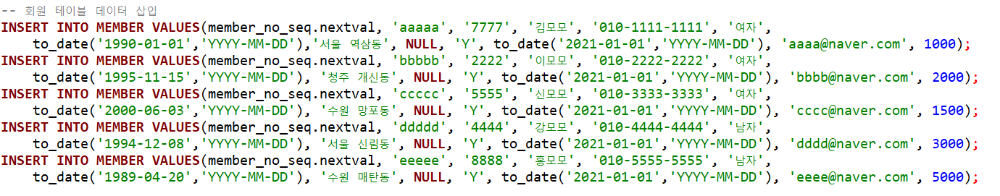 -- 회원 테이블 데이터 삽입
INSERT INTO MEMBER VALUES(member_no_seq.nextval, 'aaaaa', '7777', '김모모', '010-1111-1111', '여자',
to_date('1990-01-01','YYYY-MM-DD'),'서울 역삼동', NULL, 'Y', to_date('2021-01-01','YYYY-MM-DD'), 'aaaa@naver.com', 1000);
INSERT INTO MEMBER VALUES(member_no_seq.nextval, 'bbbbb', '2222', '이모모', '010-2222-2222', '여자',
to_date('1995-11-15','YYYY-MM-DD'), '청주 개신동', NULL, 'Y', to_date('2021-01-01','YYYY-MM-DD'), 'bbbb@naver.com', 2000);
INSERT INTO MEMBER VALUES(member_no_seq.nextval, 'ccccc', '5555', '신모모', '010-3333-3333', '여자',
to_date('2000-06-03','YYYY-MM-DD'), '수원 망포동', NULL, 'Y', to_date('2021-01-01','YYYY-MM-DD'), 'cccc@naver.com', 1500);
INSERT INTO MEMBER VALUES(member_no_seq.nextval, 'ddddd', '4444', '강모모', '010-4444-4444', '남자',
to_date('1994-12-08','YYYY-MM-DD'), '서울 신림동', NULL, 'Y', to_date('2021-01-01','YYYY-MM-DD'), 'dddd@naver.com', 3000);
INSERT INTO MEMBER VALUES(member_no_seq.nextval, 'eeeee', '8888', '홍모모', '010-5555-5555', '남자',
to_date('1989-04-20','YYYY-MM-DD'), '수원 매탄동', NULL, 'Y', to_date('2021-01-01','YYYY-MM-DD'), 'eeee@naver.com', 5000);